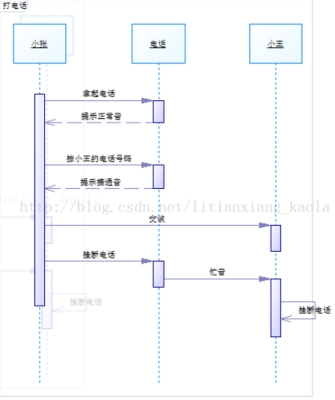 打电话
小张
电话
小王
拿起电话
提示正常音
按小王的电话号码
提示接通音
http://blog.csdn.net/litianxiang_kaola
交谈
挂断电话
忙音
挂断电话
挂断电话